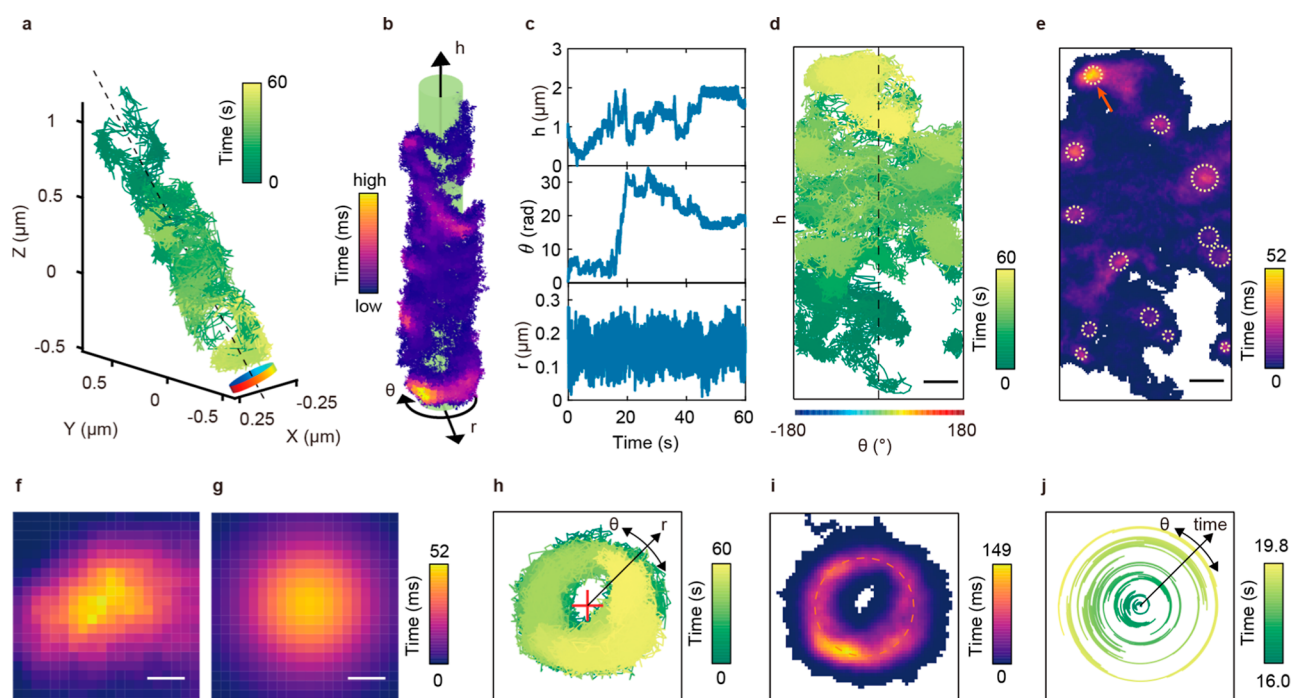 a
60
Time (s)
0
1
0.5
0
-0.5
Z (µm)
0.5
0
-0.5
Y (µm)
0.25
-0.25
X (µm)
b
h
high
Time (ms)
low
θ
r
c
3
2
1
0
h (µm)
30
20
10
0
θ (rad)
0.3
0.2
0.1
0
r (µm)
0 20 40 60
Time (s)
d
h
60
Time (s)
0
-180 180
θ (°)
e
52
Time (ms)
0
f
g
52
Time (ms)
0
h
θ
r
60
Time (s)
0
i
149
Time (ms)
0
j
θ
time
19.8
Time (s)
16.0